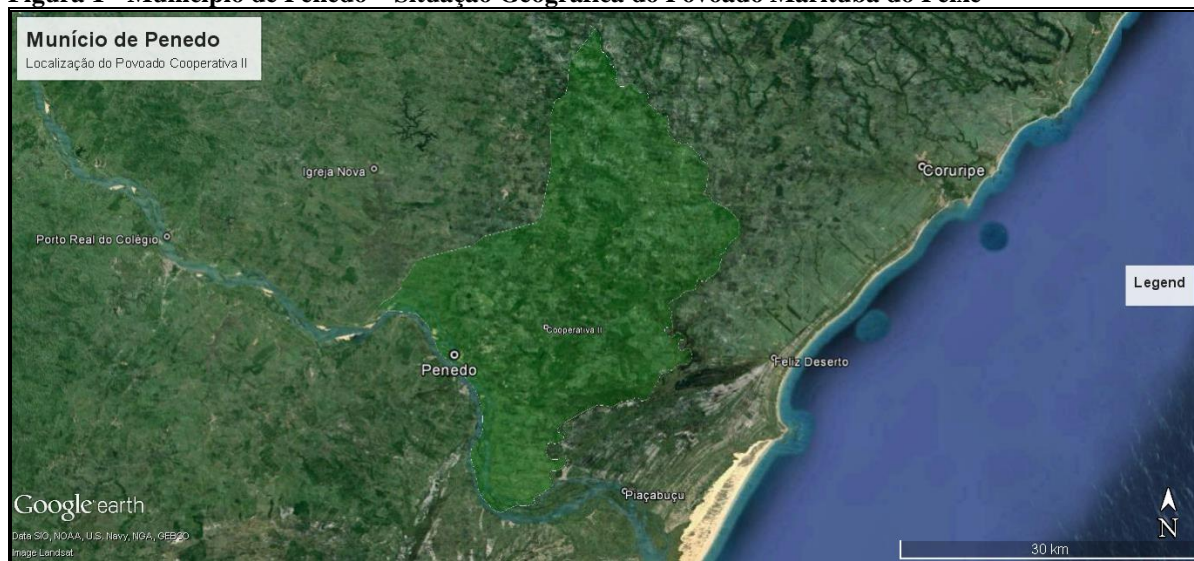 Figura 1 - Município de Penedo – Situação Geográfica do Povoado Marituba do Peixe
Munício de Penedo
Localização do Povoado Cooperativa II
Igreja Nova
Coruripe
Porto Real do Colégio
Legend
Cooperativa II
Penedo
Feliz Deserto
Piaçabuçu
Google earth
Data SIO, NOAA, U.S. Navy, NGA, GEBCO
Image Landsat
N
30 km